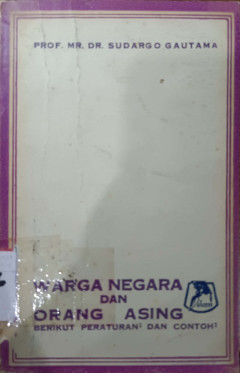 PROF. MR. DR. SUDARGO GAUTAMA
WARGA NEGARA
DAN
ORANG ASING
BERIKUT PERATURAN² DAN CONTOH²